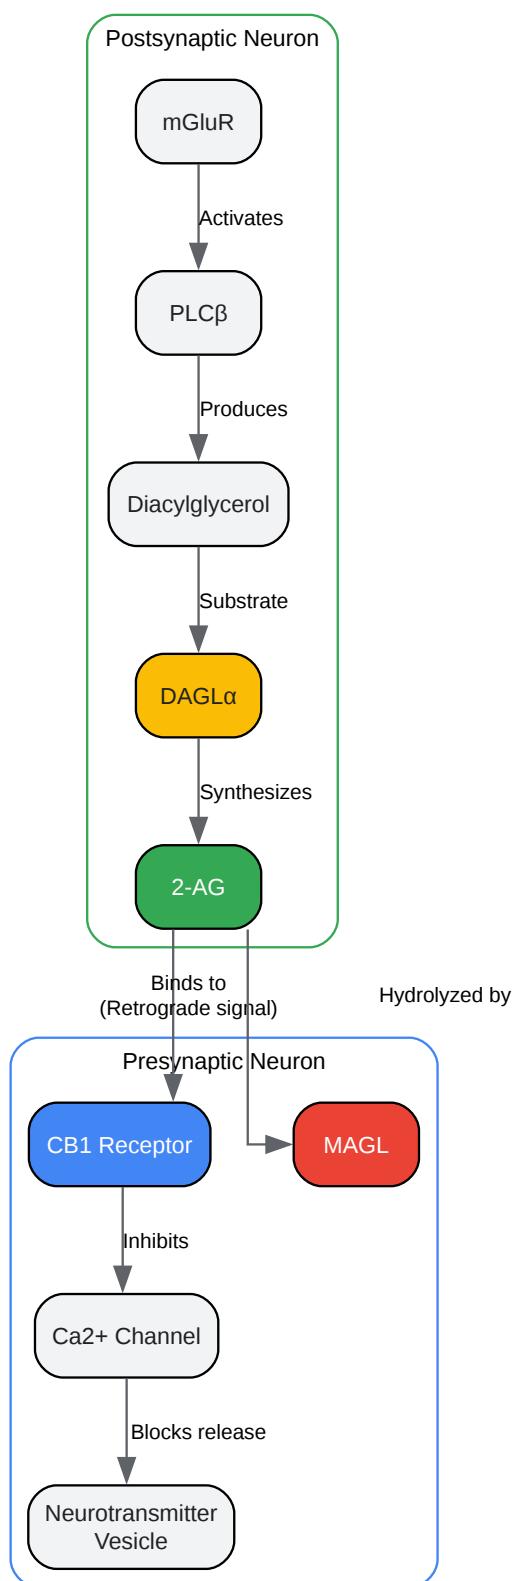 Postsynaptic Neuron
mGluR
Activates
PLCβ
Produces
Diacylglycerol
Substrate
DAGLα
Synthesizes
2-AG
Binds to
(Retrograde signal)
Hydrolyzed by
Presynaptic Neuron
CB1 Receptor
MAGL
Inhibits
Ca2+ Channel
Blocks release
Neurotransmitter
Vesicle